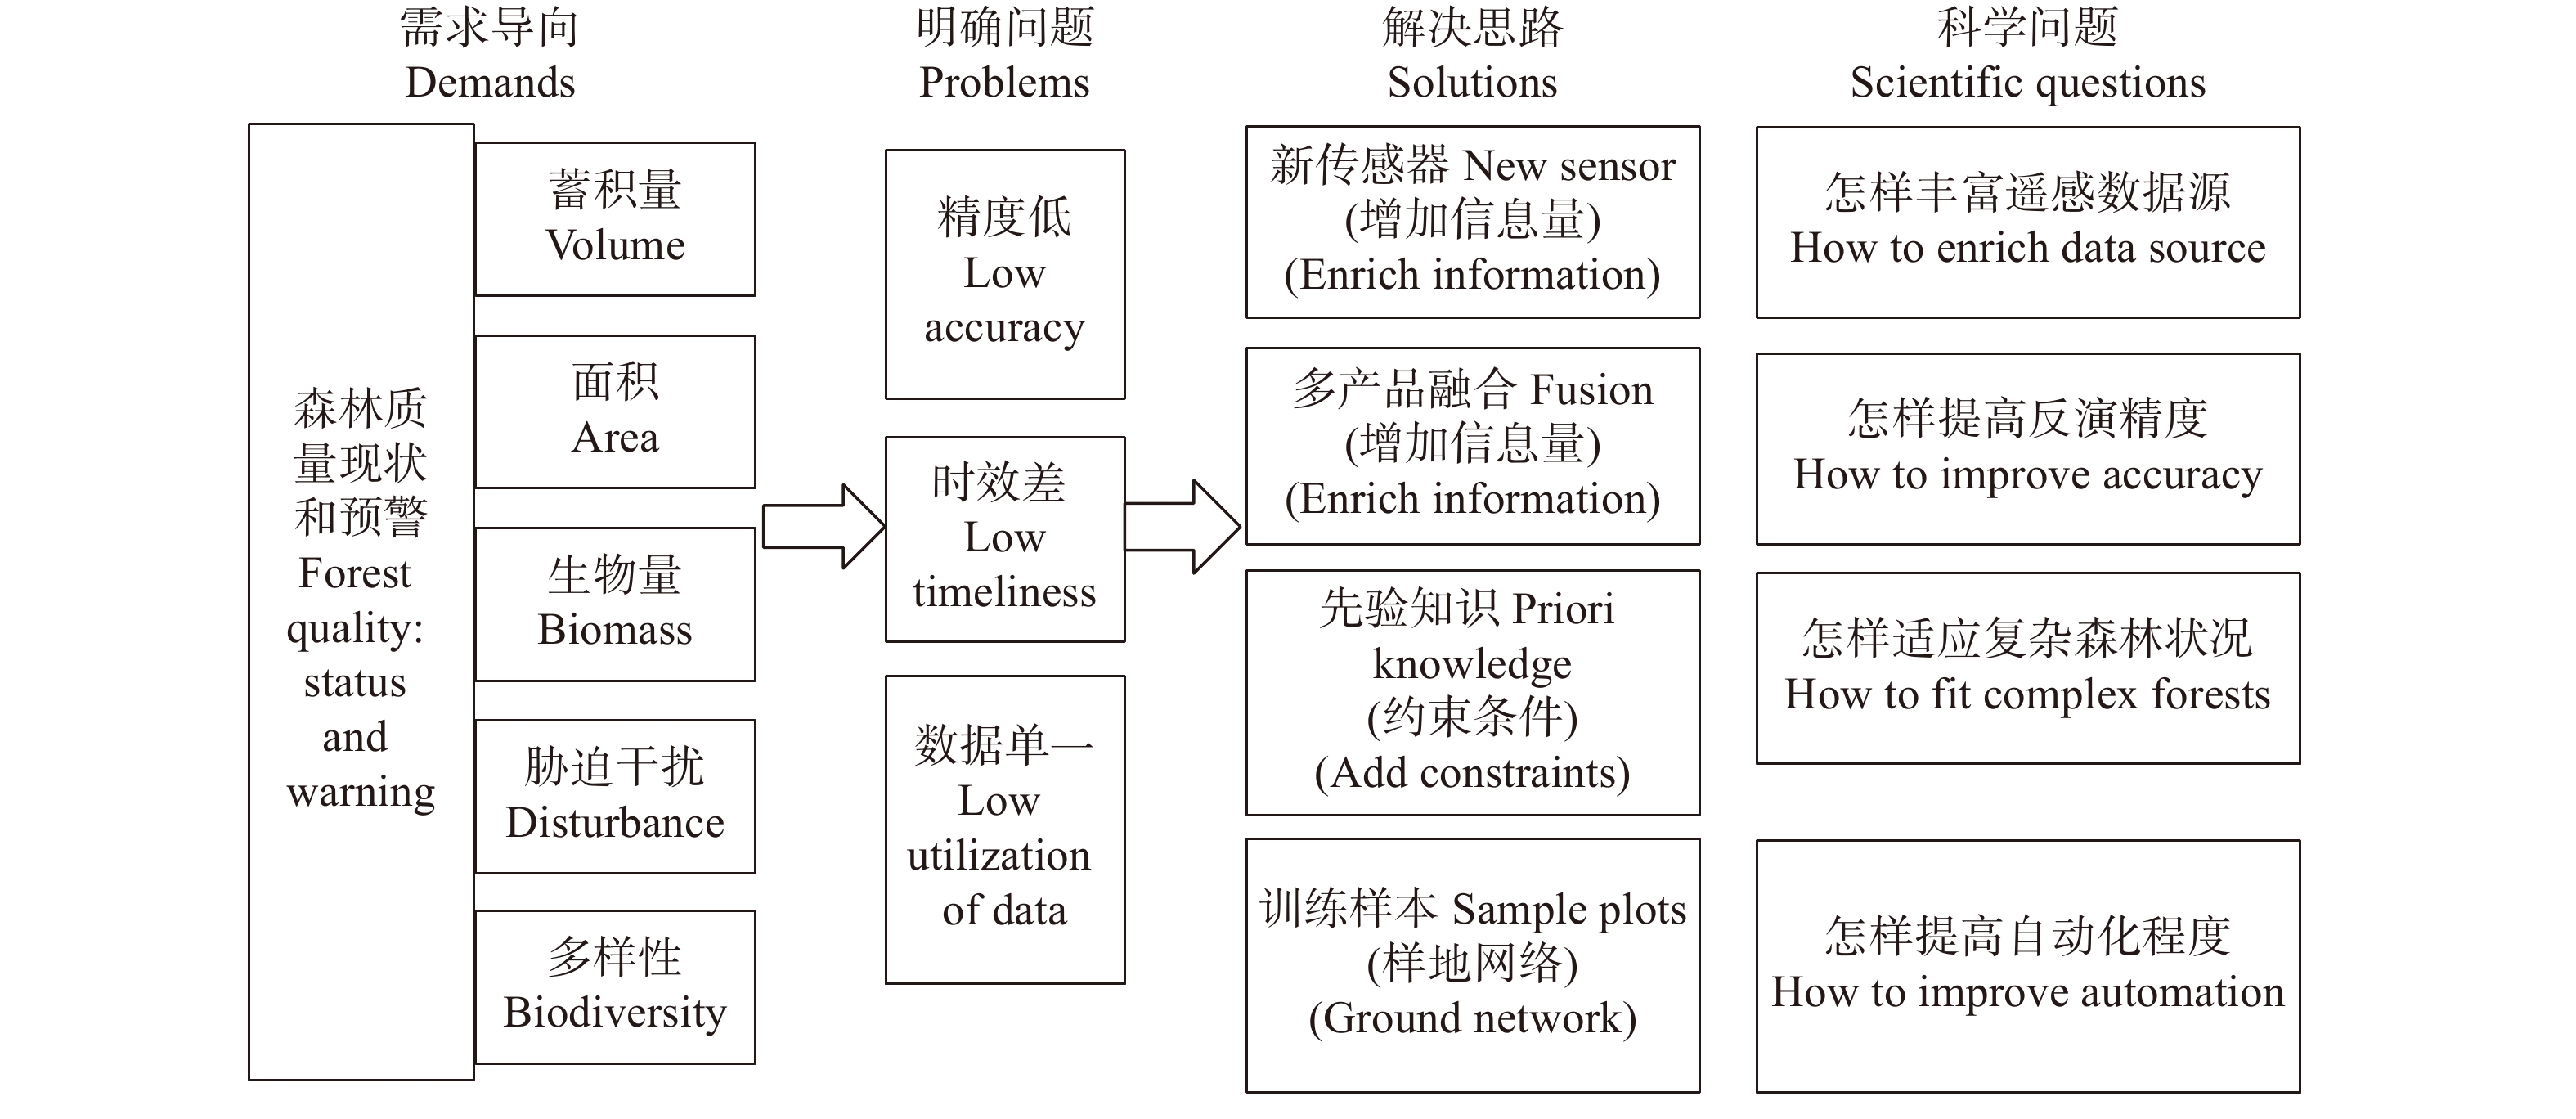 需求导向
Demands
明确问题
Problems
解决思路
Solutions
科学问题
Scientific questions
森林质
量现状
和预警
Forest
quality:
status
and
warning
蓄积量
Volume
面积
Area
生物量
Biomass
胁迫干扰
Disturbance
多样性
Biodiversity
精度低
Low
accuracy
时效差
Low
timeliness
数据单一
Low
utilization
of data
新传感器 New sensor
(增加信息量)
(Enrich information)
多产品融合 Fusion
(增加信息量)
(Enrich information)
先验知识 Priori
knowledge
(约束条件)
(Add constraints)
训练样本 Sample plots
(样地网络)
(Ground network)
怎样丰富遥感数据源
How to enrich data source
怎样提高反演精度
How to improve accuracy
怎样适应复杂森林状况
How to fit complex forests
怎样提高自动化程度
How to improve automation